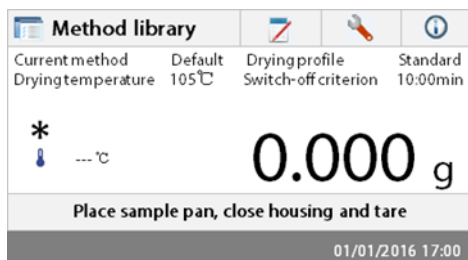 Method library
Current method Default Drying profile Standard
Drying temperature 105℃ Switch-off criterion 10:00min
*
--- ℃
0.000 g
Place sample pan, close housing and tare
01/01/2016 17:00